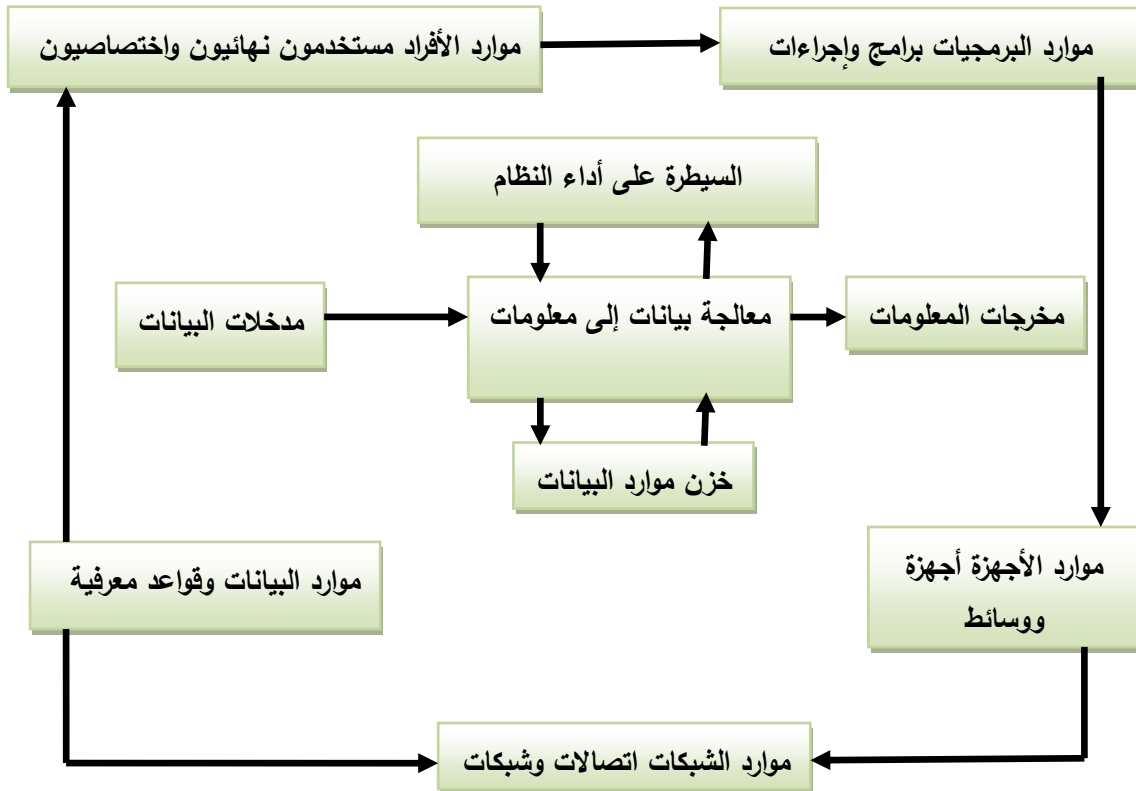 موارد البرمجيات برامج وإجراءات
موارد الأفراد مستخدمون نهائيون واختصاصيون
السيطرة على أداء النظام
مدخلات البيانات
معالجة بيانات إلى معلومات
مخرجات المعلومات
خزن موارد البيانات
موارد الأجهزة أجهزة
ووسائط
موارد البيانات وقواعد معرفية
موارد الشبكات اتصالات وشبكات